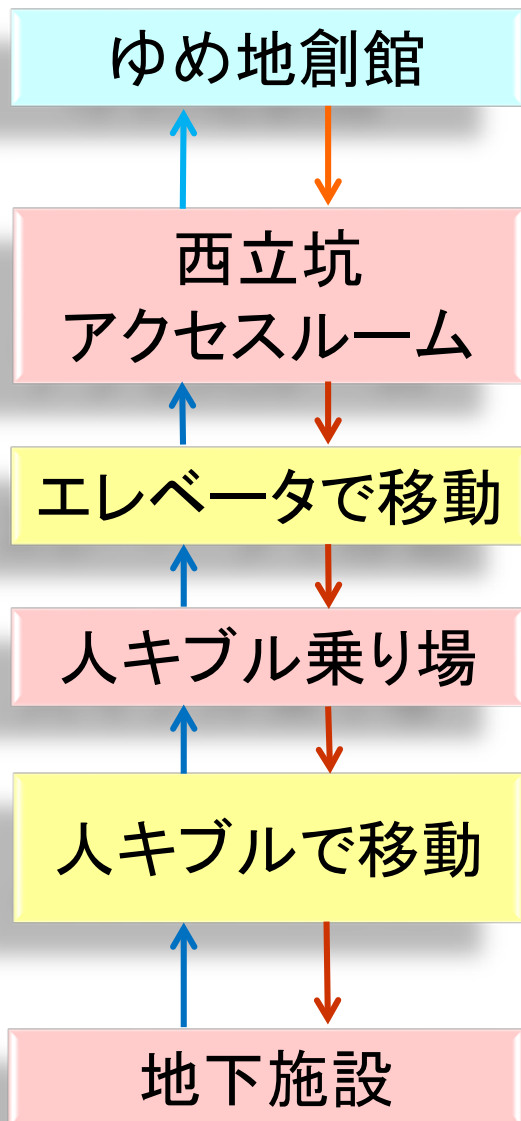 ゆめ地創館
西立坑
アクセスルーム
エレベータで移動
人キブル乗り場
人キブルで移動
地下施設